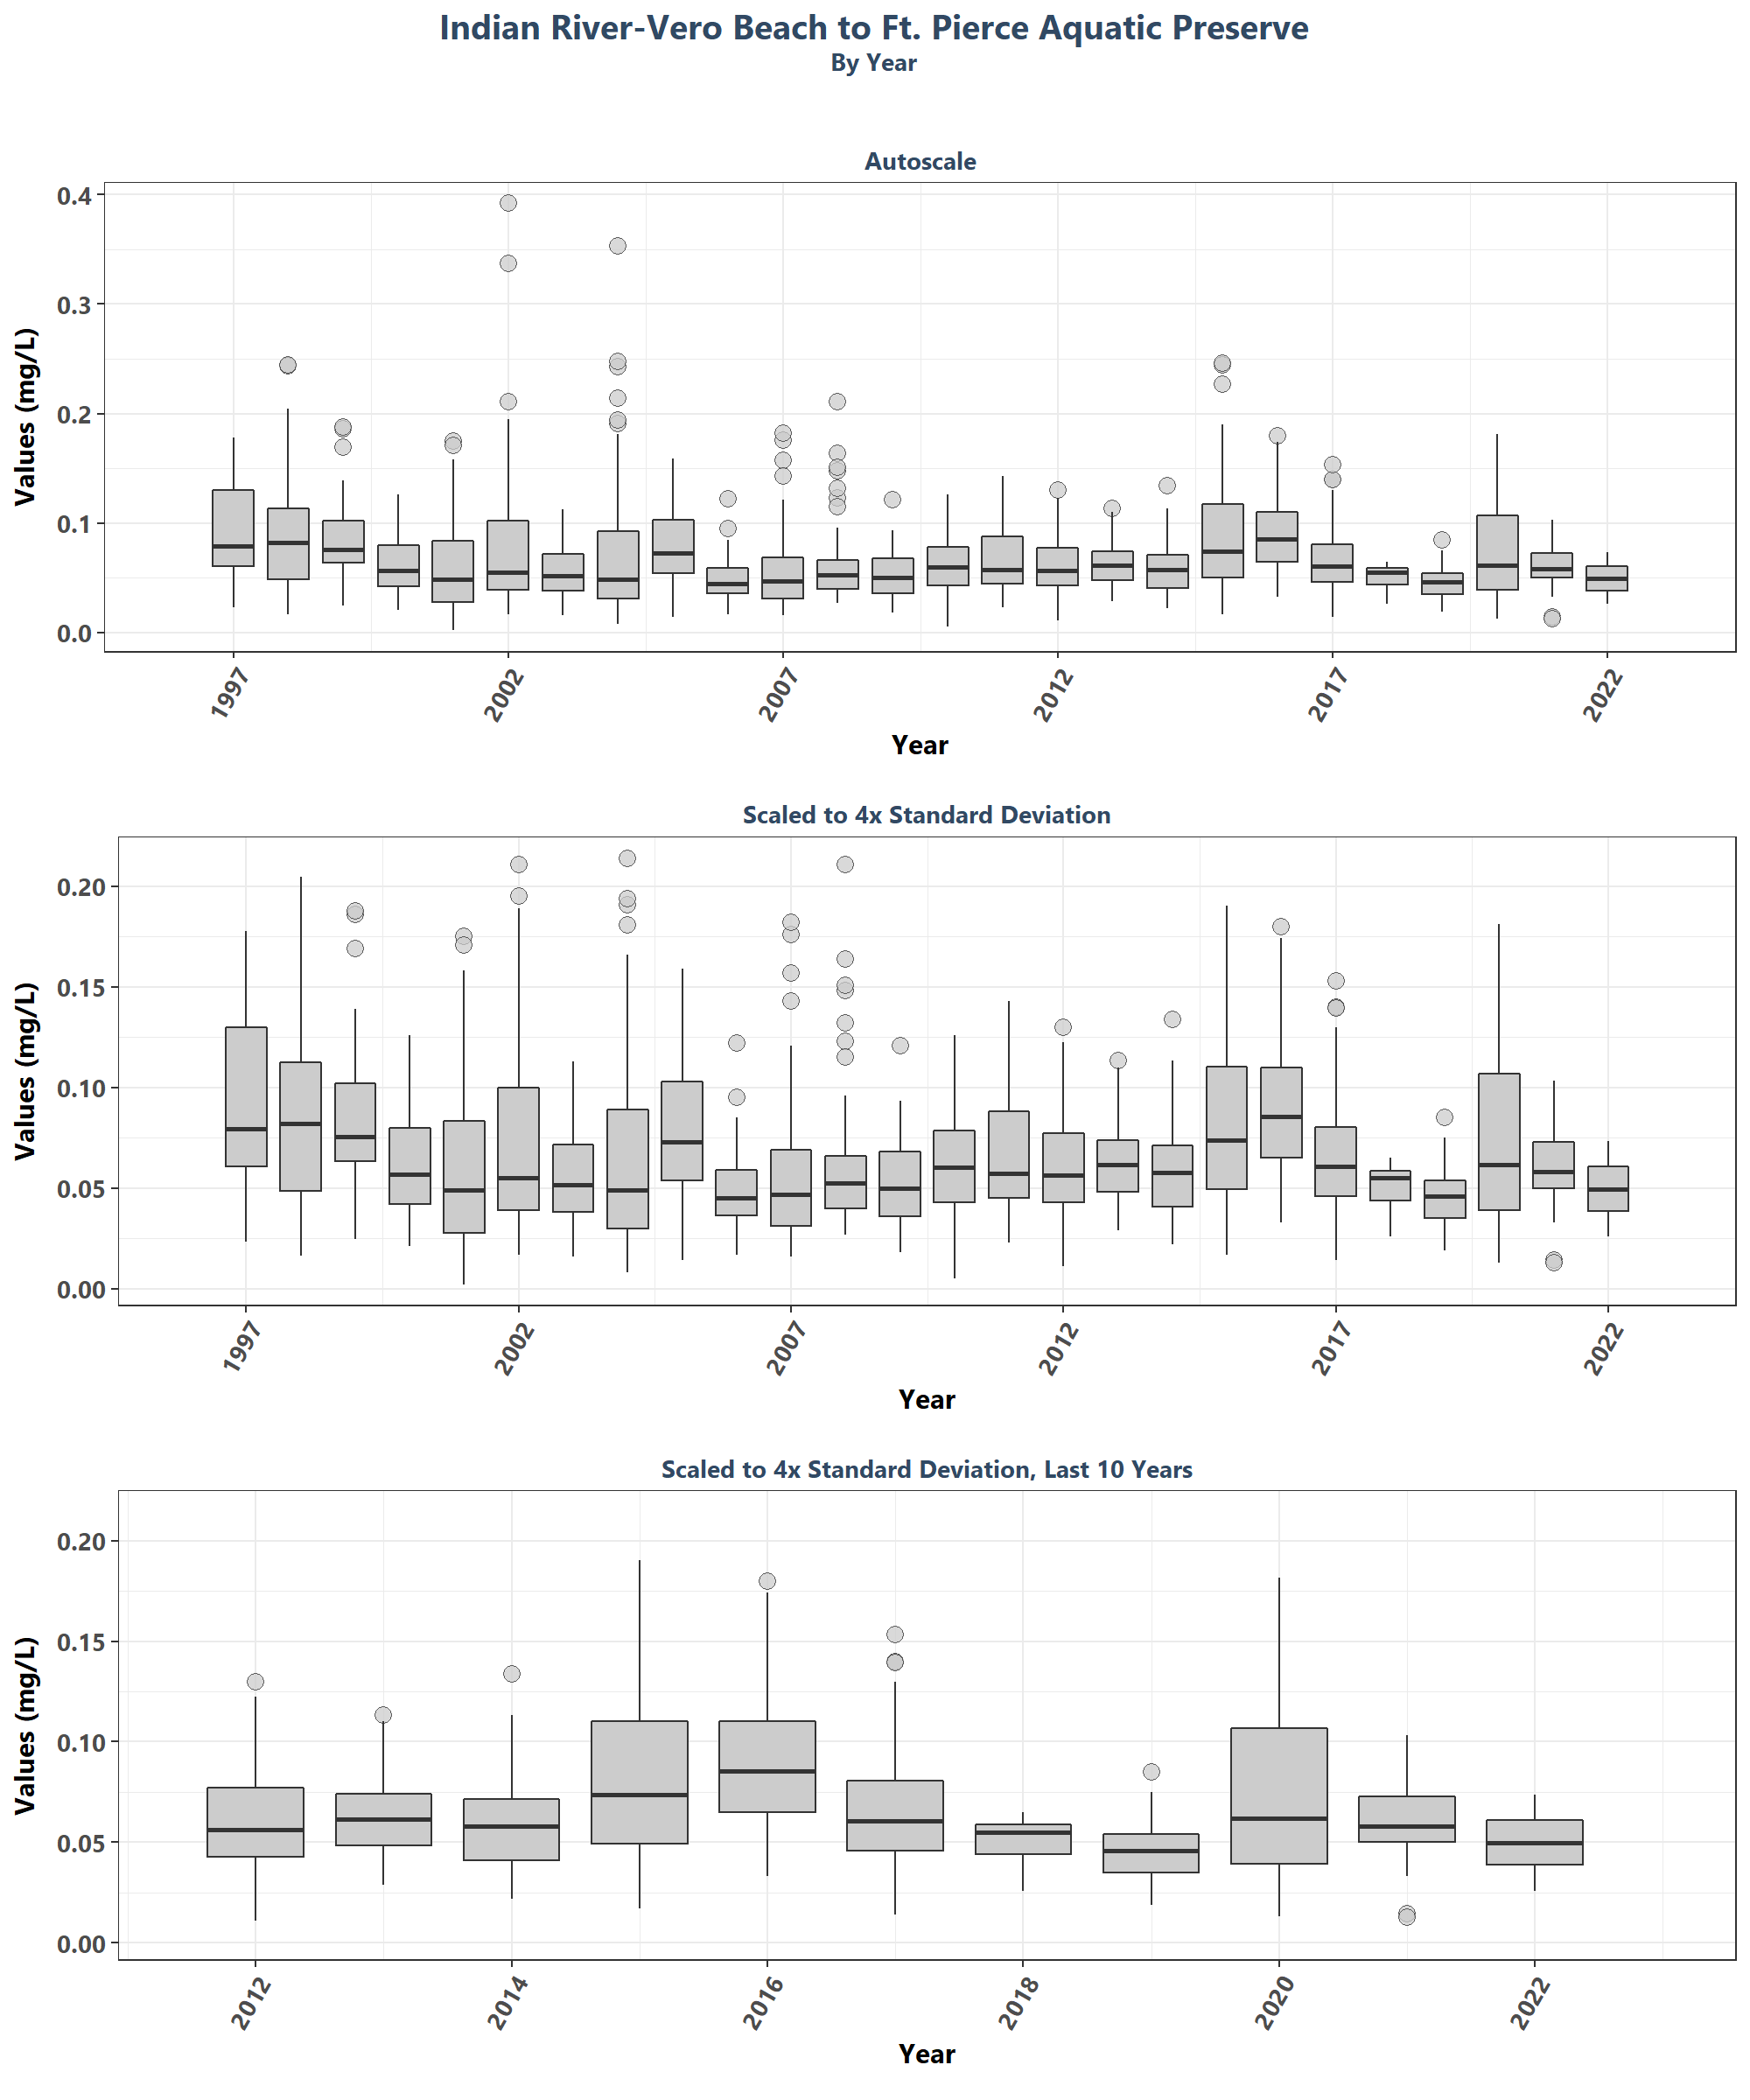 Indian River-Vero Beach to Ft. Pierce Aquatic Preserve
By Year
Autoscale
Values (mg/L)
0.4
0.3
0.2
0.1
0.0
1997 2002 2007 2012 2017 2022
Year
Scaled to 4x Standard Deviation
Values (mg/L)
0.20
0.15
0.10
0.05
0.00
1997 2002 2007 2012 2017 2022
Year
Scaled to 4x Standard Deviation, Last 10 Years
Values (mg/L)
0.20
0.15
0.10
0.05
0.00
2012 2014 2016 2018 2020 2022
Year